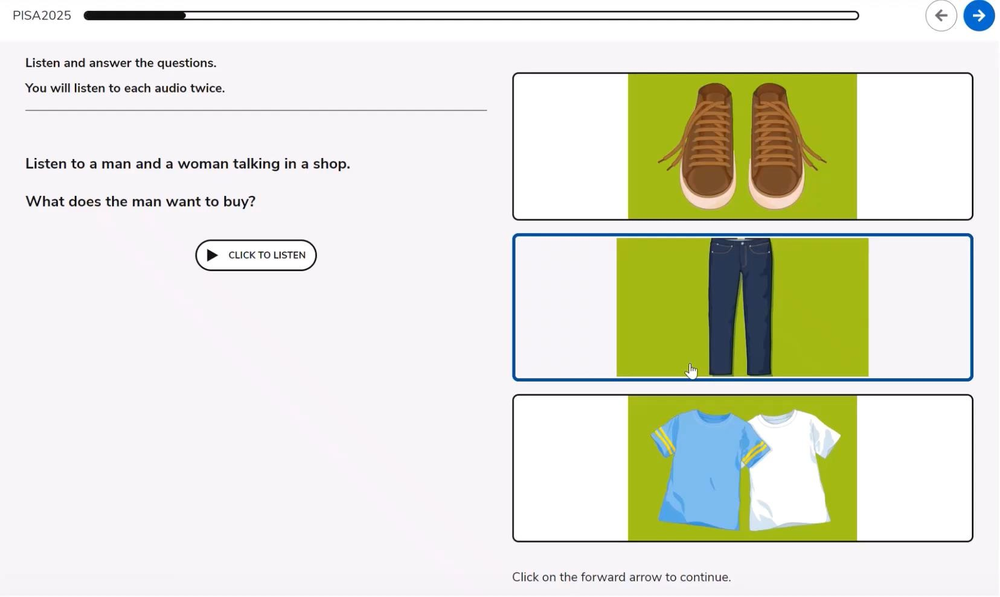 PISA2025
Listen and answer the questions.
You will listen to each audio twice.
Listen to a man and a woman talking in a shop.
What does the man want to buy?
CLICK TO LISTEN
Click on the forward arrow to continue.